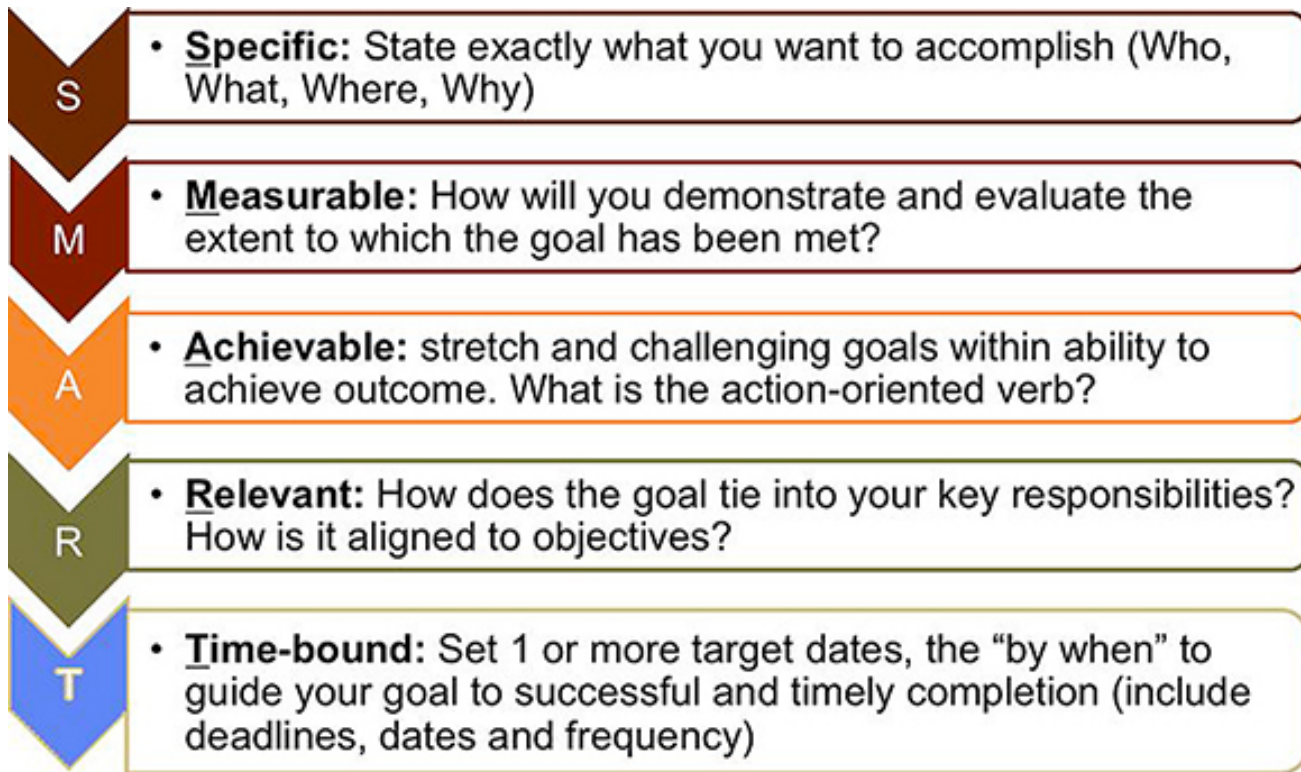 S
• Specific: State exactly what you want to accomplish (Who,
What, Where, Why)
M
• Measurable: How will you demonstrate and evaluate the
extent to which the goal has been met?
A
• Achievable: stretch and challenging goals within ability to
achieve outcome. What is the action-oriented verb?
R
• Relevant: How does the goal tie into your key responsibilities?
How is it aligned to objectives?
T
• Time-bound: Set 1 or more target dates, the “by when” to
guide your goal to successful and timely completion (include
deadlines, dates and frequency)